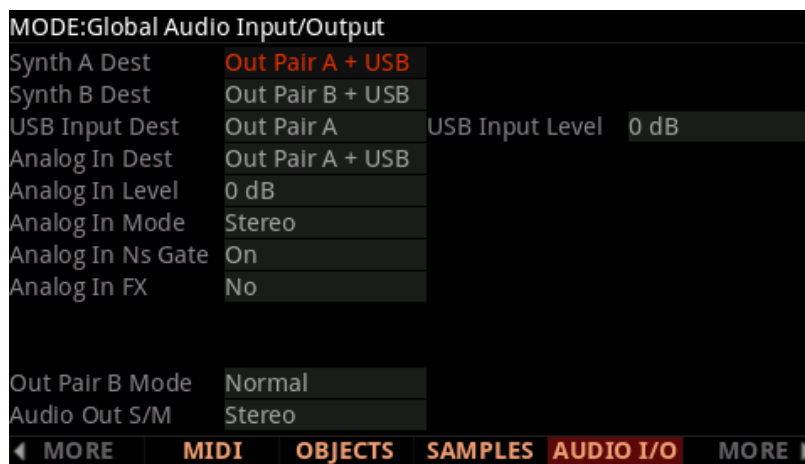 MODE:Global Audio Input/Output
Synth A Dest Out Pair A + USB
Synth B Dest Out Pair B + USB
USB Input Dest Out Pair A USB Input Level 0 dB
Analog In Dest Out Pair A + USB
Analog In Level 0 dB
Analog In Mode Stereo
Analog In Ns Gate On
Analog In FX No
Out Pair B Mode Normal
Audio Out S/M Stereo
MORE MIDI OBJECTS SAMPLES AUDIO I/O MORE